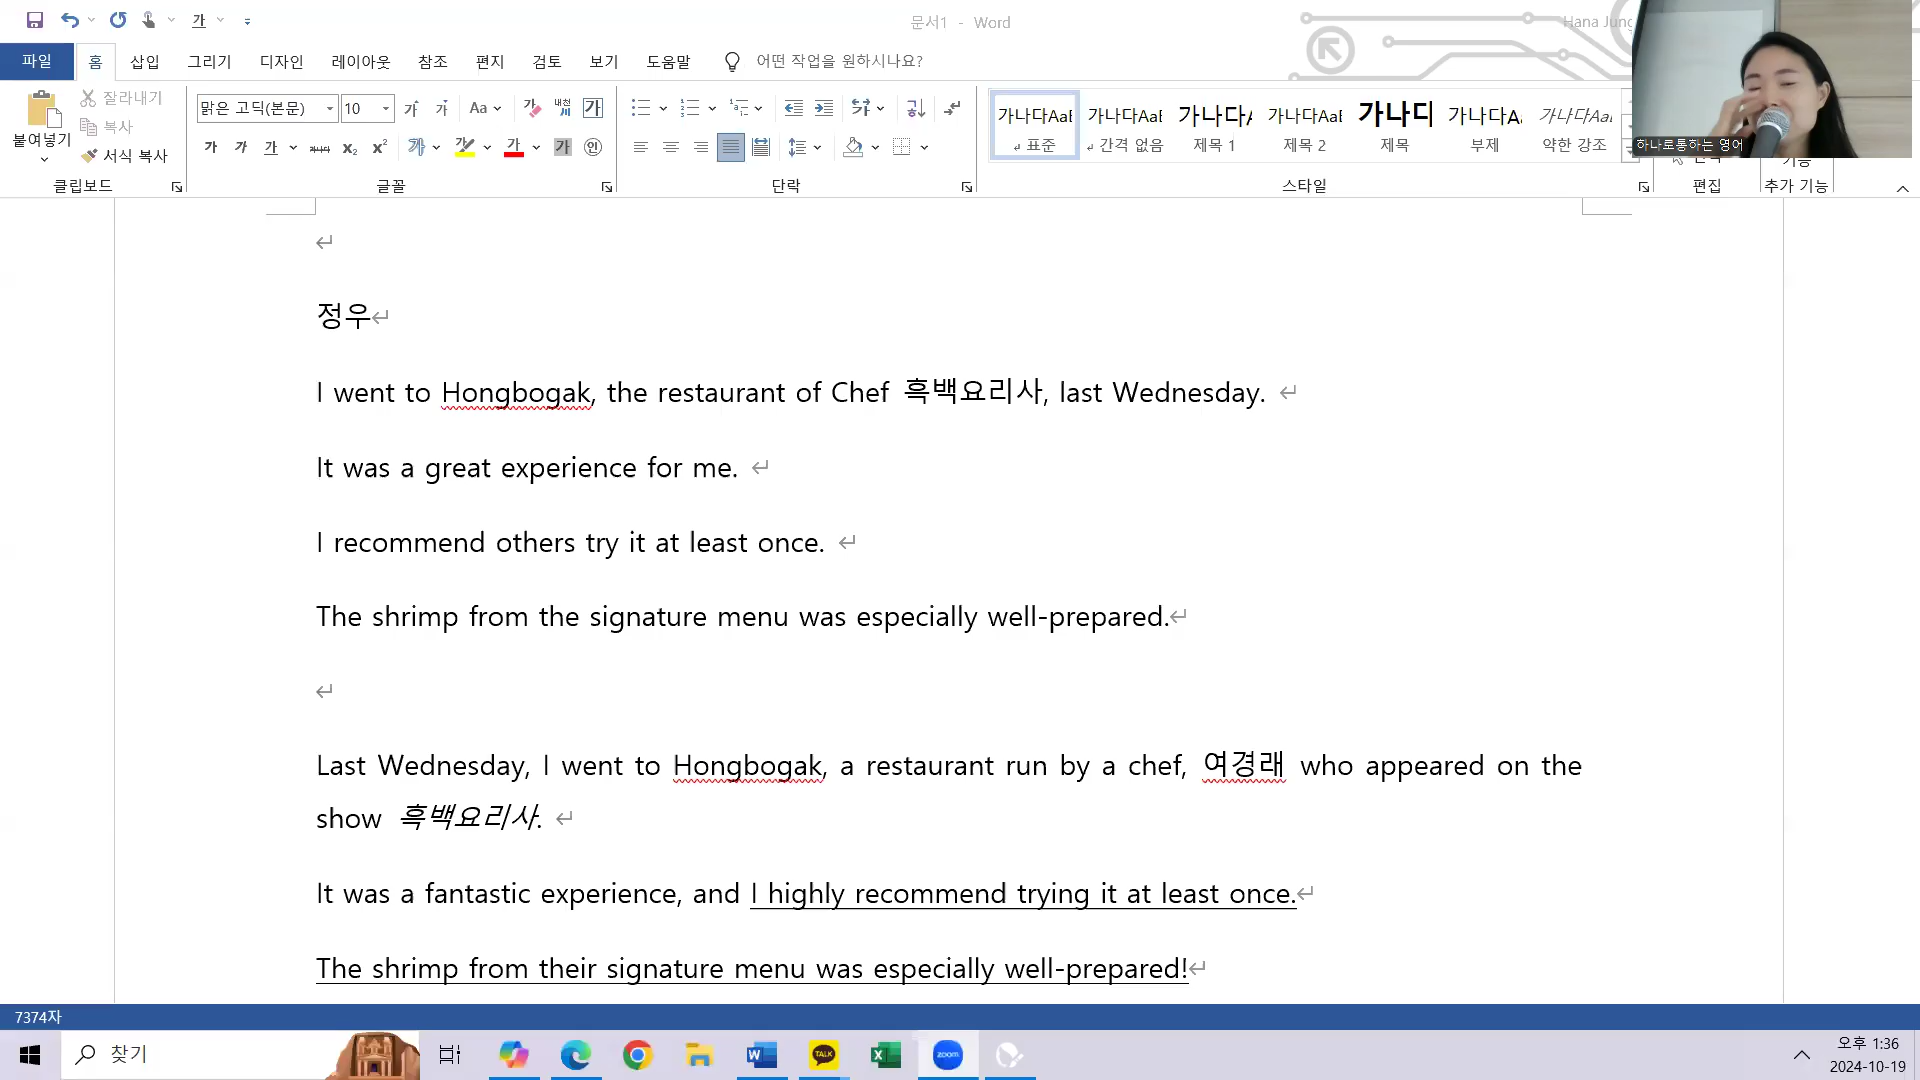 문서1 - Word
Hana Jung
파일 홈 삽입 그리기 디자인 레이아웃 참조 편지 검토 보기 도움말 어떤 작업을 원하시나요?
붙여넣기
잘라내기
복사
서식 복사
클립보드
맑은 고딕(본문) 10
글꼴
단락
가나다AaB 표준
가나다AaB 간격 없음
가나다A 제목 1
가나다AaB 제목 2
가나다 제목
가나다Aa 부제
가나다AaB 약한 강조
스타일
편집
추가 기능
하나로통하는 영어
정우
I went to Hongbogak, the restaurant of Chef 흑백요리사, last Wednesday.
It was a great experience for me.
I recommend others try it at least once.
The shrimp from the signature menu was especially well-prepared.
Last Wednesday, I went to Hongbogak, a restaurant run by a chef, 여경래 who appeared on the
show 흑백요리사.
It was a fantastic experience, and I highly recommend trying it at least once.
The shrimp from their signature menu was especially well-prepared!
7374자
찾기
TALK
zoom
오후 1:36
2024-10-19